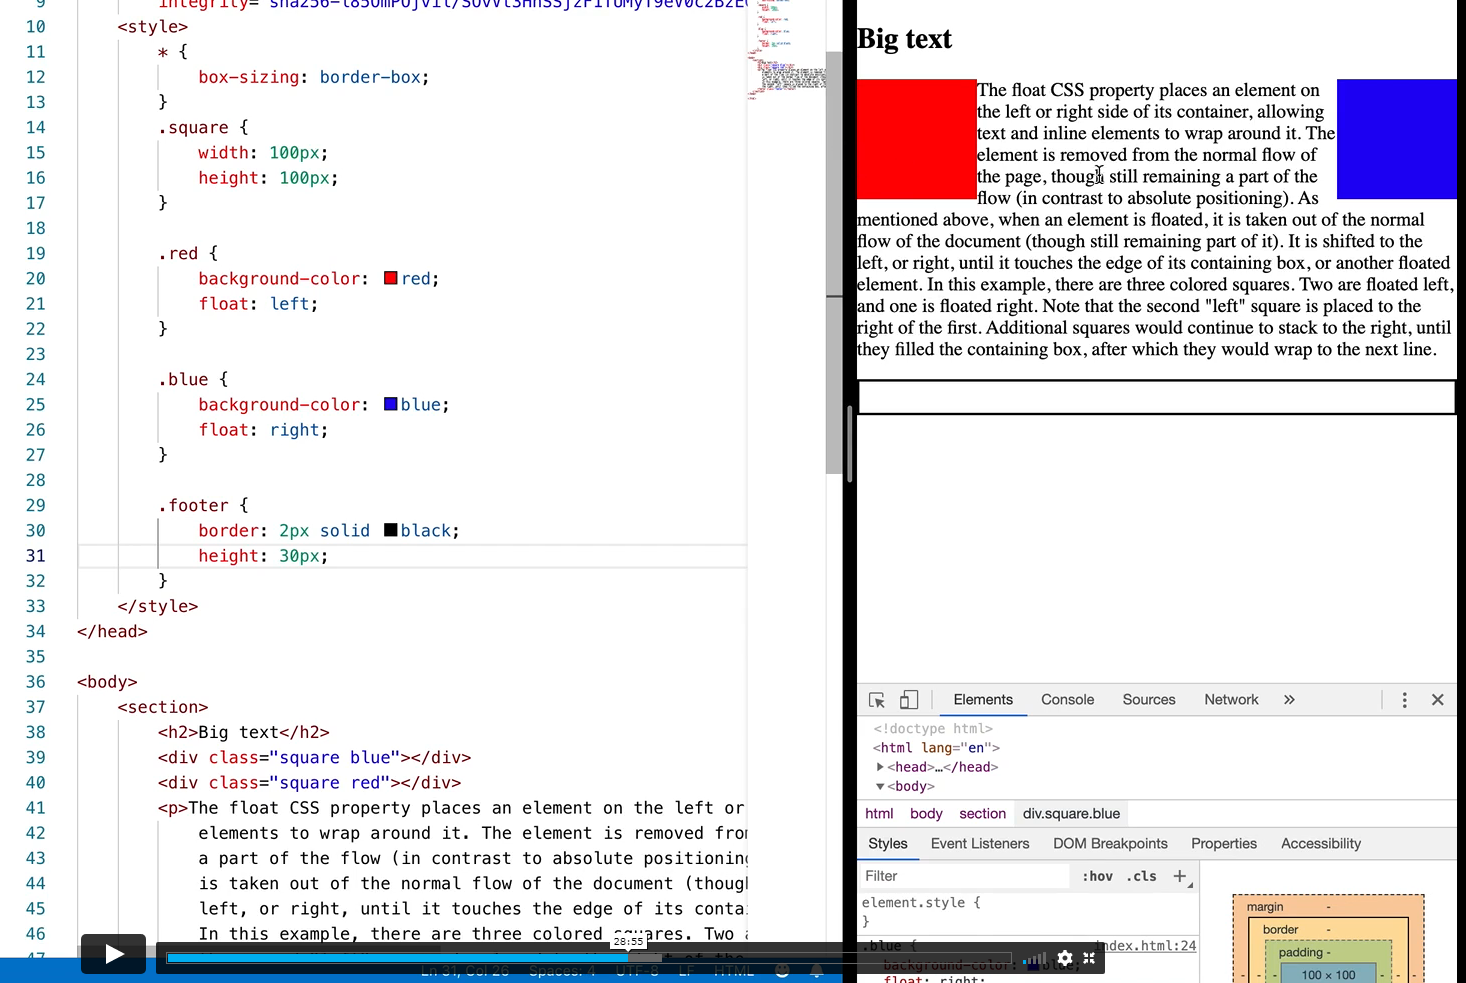 9
10 <style>
11 * {
12 box-sizing: border-box;
13 }
14 .square {
15 width: 100px;
16 height: 100px;
17 }
18
19 .red {
20 background-color: red;
21 float: left;
22 }
23
24 .blue {
25 background-color: blue;
26 float: right;
27 }
28
29 .footer {
30 border: 2px solid black;
31 height: 30px;
32 }
33 </style>
34 </head>
35
36 <body>
37 <section>
38 <h2>Big text</h2>
39 <div class="square blue"></div>
40 <div class="square red"></div>
41 <p>The float CSS property places an element on the left or
42 elements to wrap around it. The element is removed from
43 a part of the flow (in contrast to absolute positioning
44 is taken out of the normal flow of the document (though
45 left, or right, until it touches the edge of its conta
46 In this example, there are three colored squares. Two a
47
28:55
Ln 31, Col 26 Spaces: 4 UTF-8 LF HTML
Big text
The float CSS property places an element on
the left or right side of its container, allowing
text and inline elements to wrap around it. The
element is removed from the normal flow of
the page, though still remaining a part of the
flow (in contrast to absolute positioning). As
mentioned above, when an element is floated, it is taken out of the normal
flow of the document (though still remaining part of it). It is shifted to the
left, or right, until it touches the edge of its containing box, or another floated
element. In this example, there are three colored squares. Two are floated left,
and one is floated right. Note that the second "left" square is placed to the
right of the first. Additional squares would continue to stack to the right, until
they filled the containing box, after which they would wrap to the next line.
Elements Console Sources Network »
<!doctype html>
<html lang="en">
<head>…</head>
<body>
html body section div.square.blue
Styles Event Listeners DOM Breakpoints Properties Accessibility
Filter :hov .cls +
element.style {
}
.blue { index.html:24
background-color: blue;
float: right;
margin -
border -
padding -
- - - 100 × 100 - - -